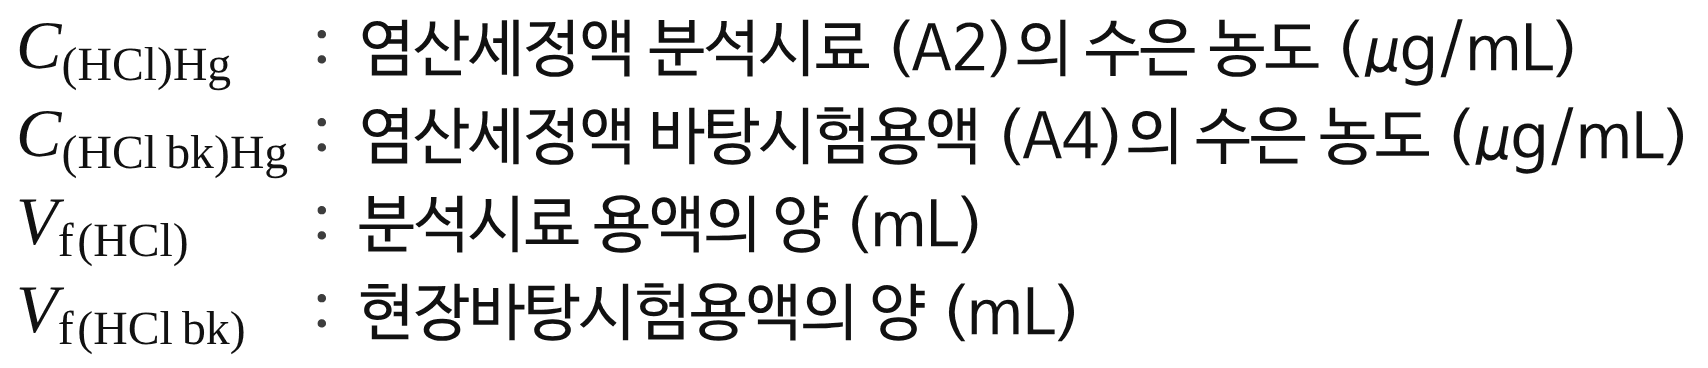 C(HCl)Hg : 염산세정액 분석시료 (A2)의 수은 농도 (μg/mL)
C(HCl bk)Hg : 염산세정액 바탕시험용액 (A4)의 수은 농도 (μg/mL)
Vf(HCl) : 분석시료 용액의 양 (mL)
Vf(HCl bk) : 현장바탕시험용액의 양 (mL)